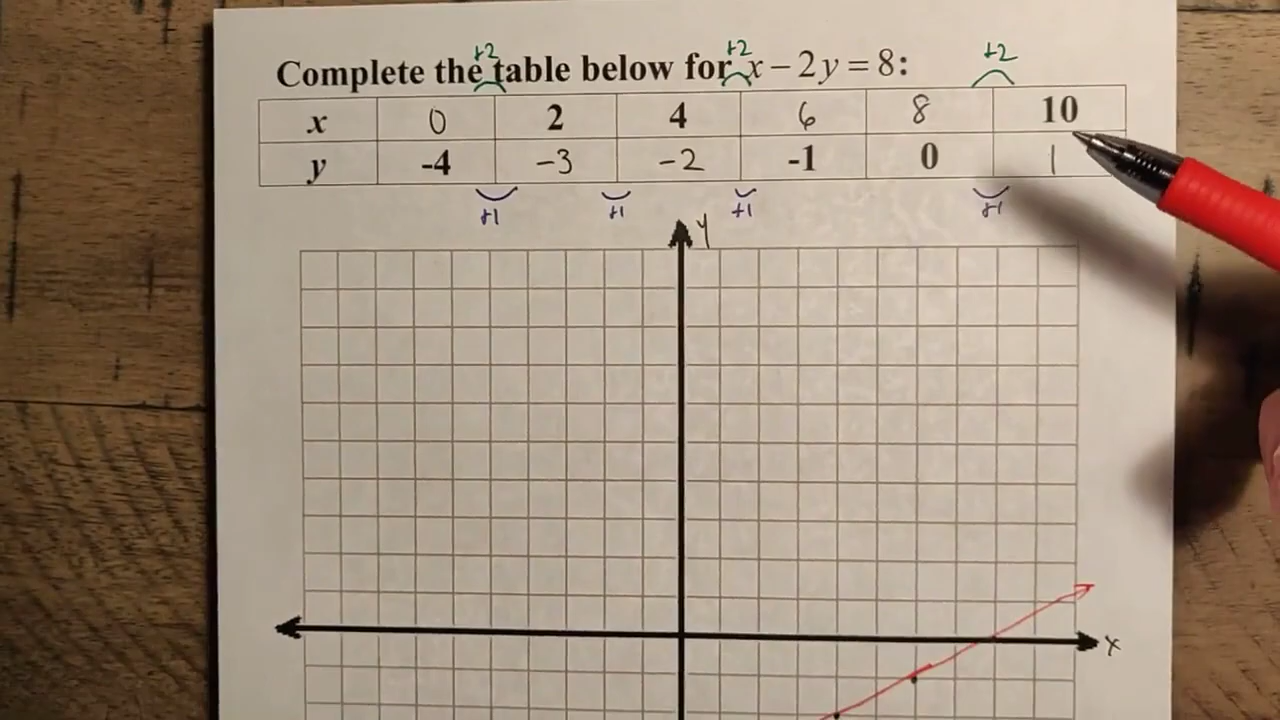 +2 +2 +2
Complete the table below for x − 2y = 8:
x 0 2 4 6 8 10
y -4 -3 -2 -1 0 1
+1 +1 +1 +1
y
x